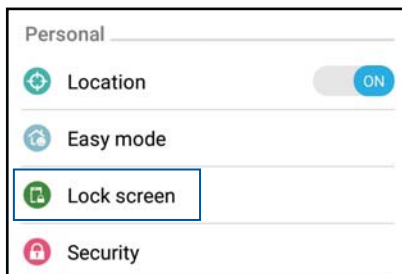 Personal
Location
ON
Easy mode
Lock screen
Security